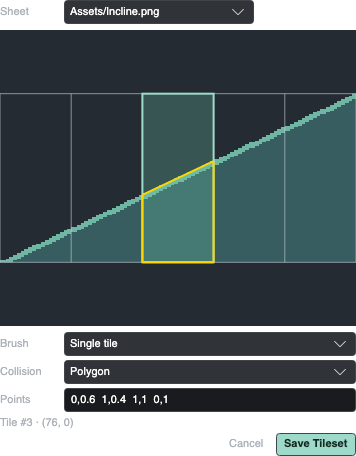 Sheet Assets/Incline.png
Brush Single tile
Collision Polygon
Points 0,0.6 1,0.4 1,1 0,1
Tile #3 · (76, 0)
Cancel Save Tileset